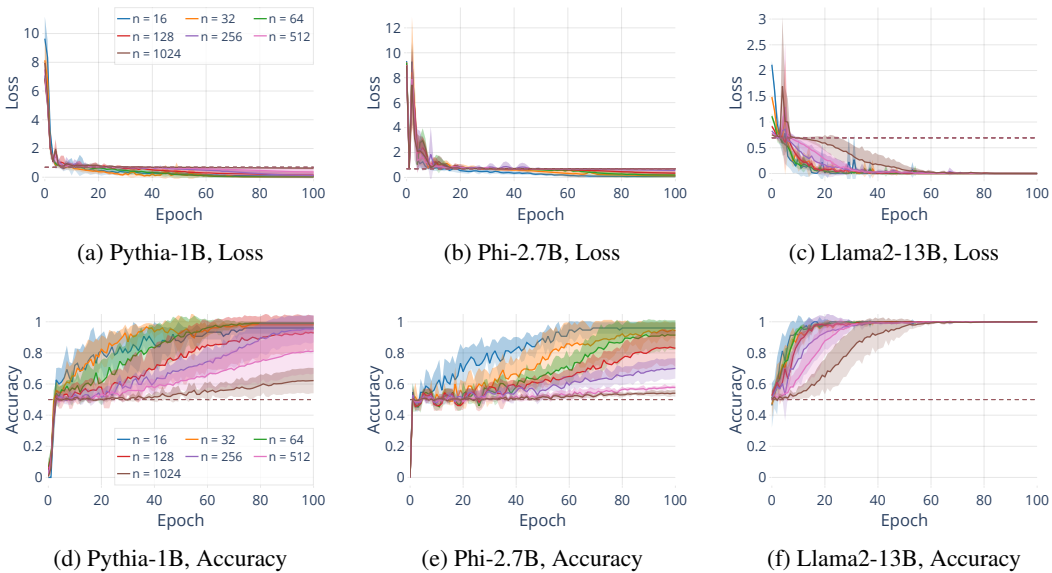 n = 16 n = 32 n = 64
n = 128 n = 256 n = 512
n = 1024
10
8
6
4
2
0
Loss
0 20 40 60 80 100
Epoch
(a) Pythia-1B, Loss
12
10
8
6
4
2
0
Loss
0 20 40 60 80 100
Epoch
(b) Phi-2.7B, Loss
3
2.5
2
1.5
1
0.5
0
Loss
0 20 40 60 80 100
Epoch
(c) Llama2-13B, Loss
1
0.8
0.6
0.4
0.2
0
Accuracy
n = 16 n = 32 n = 64
n = 128 n = 256 n = 512
n = 1024
0 20 40 60 80 100
Epoch
(d) Pythia-1B, Accuracy
1
0.8
0.6
0.4
0.2
0
Accuracy
0 20 40 60 80 100
Epoch
(e) Phi-2.7B, Accuracy
1
0.8
0.6
0.4
0.2
0
Accuracy
0 20 40 60 80 100
Epoch
(f) Llama2-13B, Accuracy